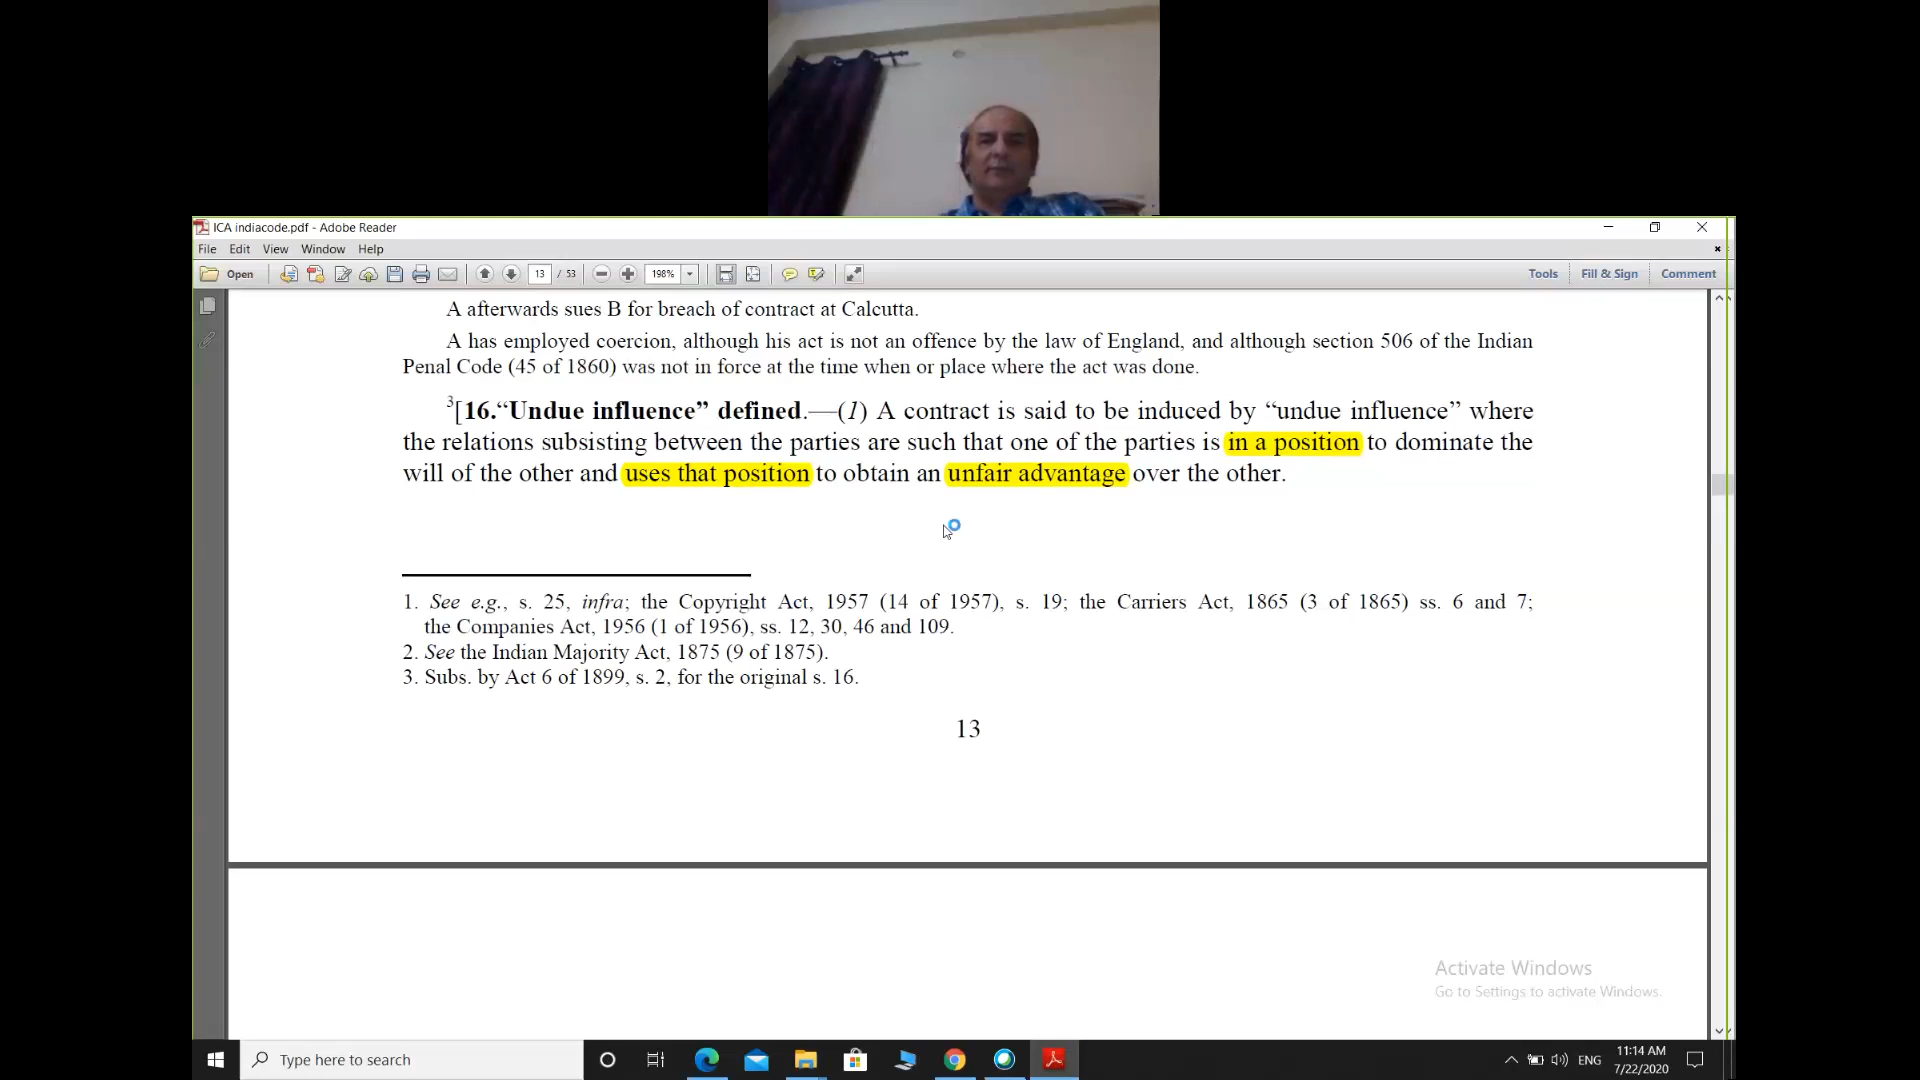 ICA indiacode.pdf - Adobe Reader
File Edit View Window Help
Open 13 / 53 198% Tools Fill & Sign Comment
A afterwards sues B for breach of contract at Calcutta.
A has employed coercion, although his act is not an offence by the law of England, and although section 506 of the Indian
Penal Code (45 of 1860) was not in force at the time when or place where the act was done.
3[16.“Undue influence” defined.—(1) A contract is said to be induced by “undue influence” where
the relations subsisting between the parties are such that one of the parties is in a position to dominate the
will of the other and uses that position to obtain an unfair advantage over the other.
1. See e.g., s. 25, infra; the Copyright Act, 1957 (14 of 1957), s. 19; the Carriers Act, 1865 (3 of 1865) ss. 6 and 7;
the Companies Act, 1956 (1 of 1956), ss. 12, 30, 46 and 109.
2. See the Indian Majority Act, 1875 (9 of 1875).
3. Subs. by Act 6 of 1899, s. 2, for the original s. 16.
13
Activate Windows
Go to Settings to activate Windows.
Type here to search
ENG
11:14 AM
7/22/2020